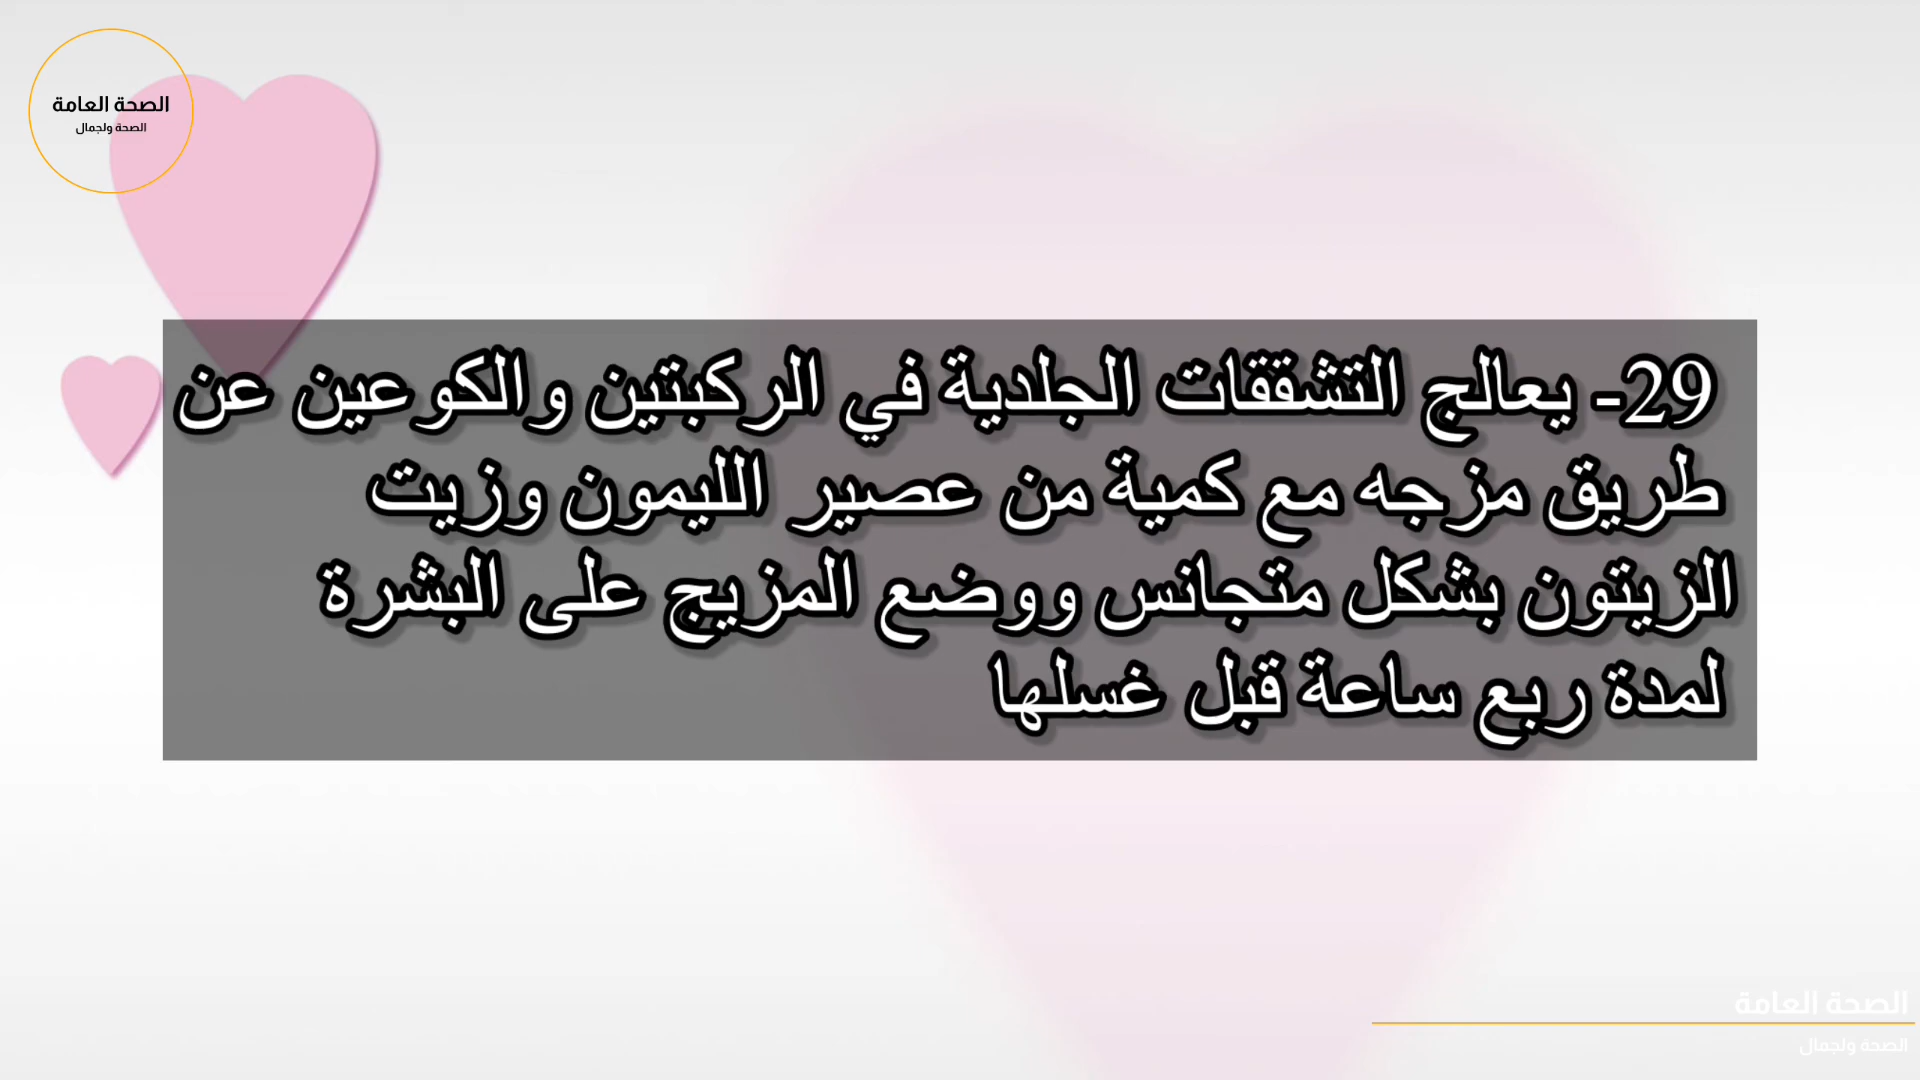 الصحة العامة
الصحة ولجمال
29- يعالج التشققات الجلدية في الركبتين والكوعين عن
طريق مزجه مع كمية من عصير الليمون وزيت
الزيتون بشكل متجانس ووضع المزيج على البشرة
لمدة ربع ساعة قبل غسلها
الصحة العامة
الصحة ولجمال